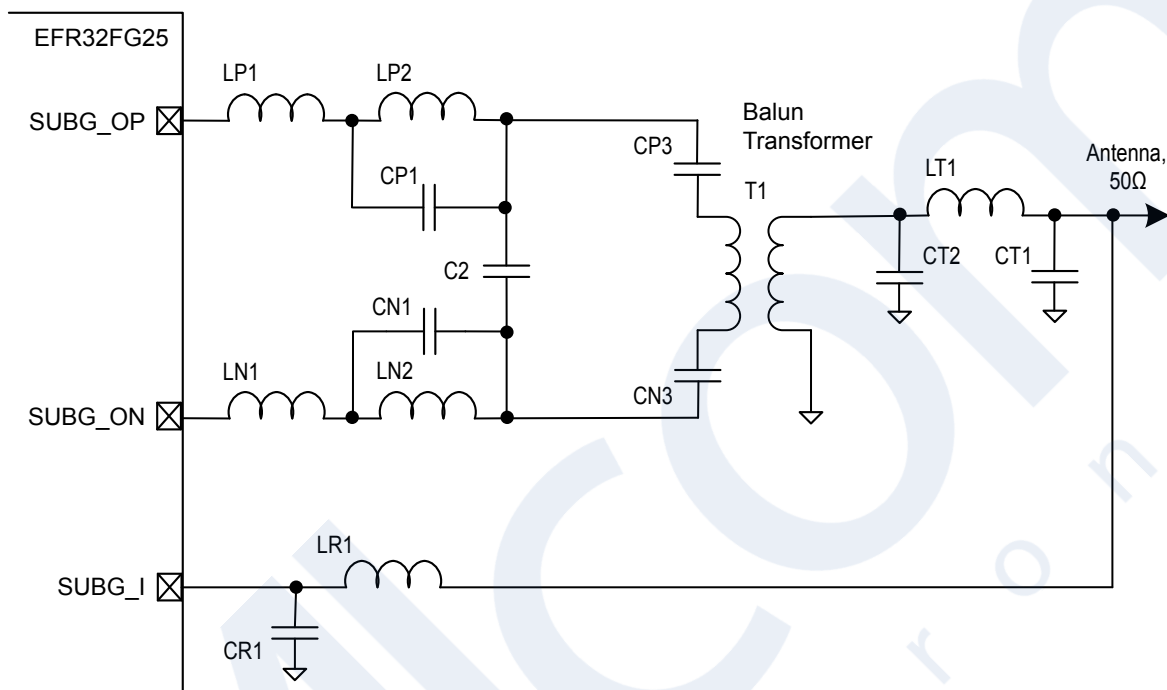 EFR32FG25
LP1
LP2
SUBG_OP
Balun
Transformer
CP3
CP1
T1
LT1
Antenna,
50Ω
C2
CT2
CT1
CN1
LN1
LN2
CN3
SUBG_ON
LR1
SUBG_I
CR1